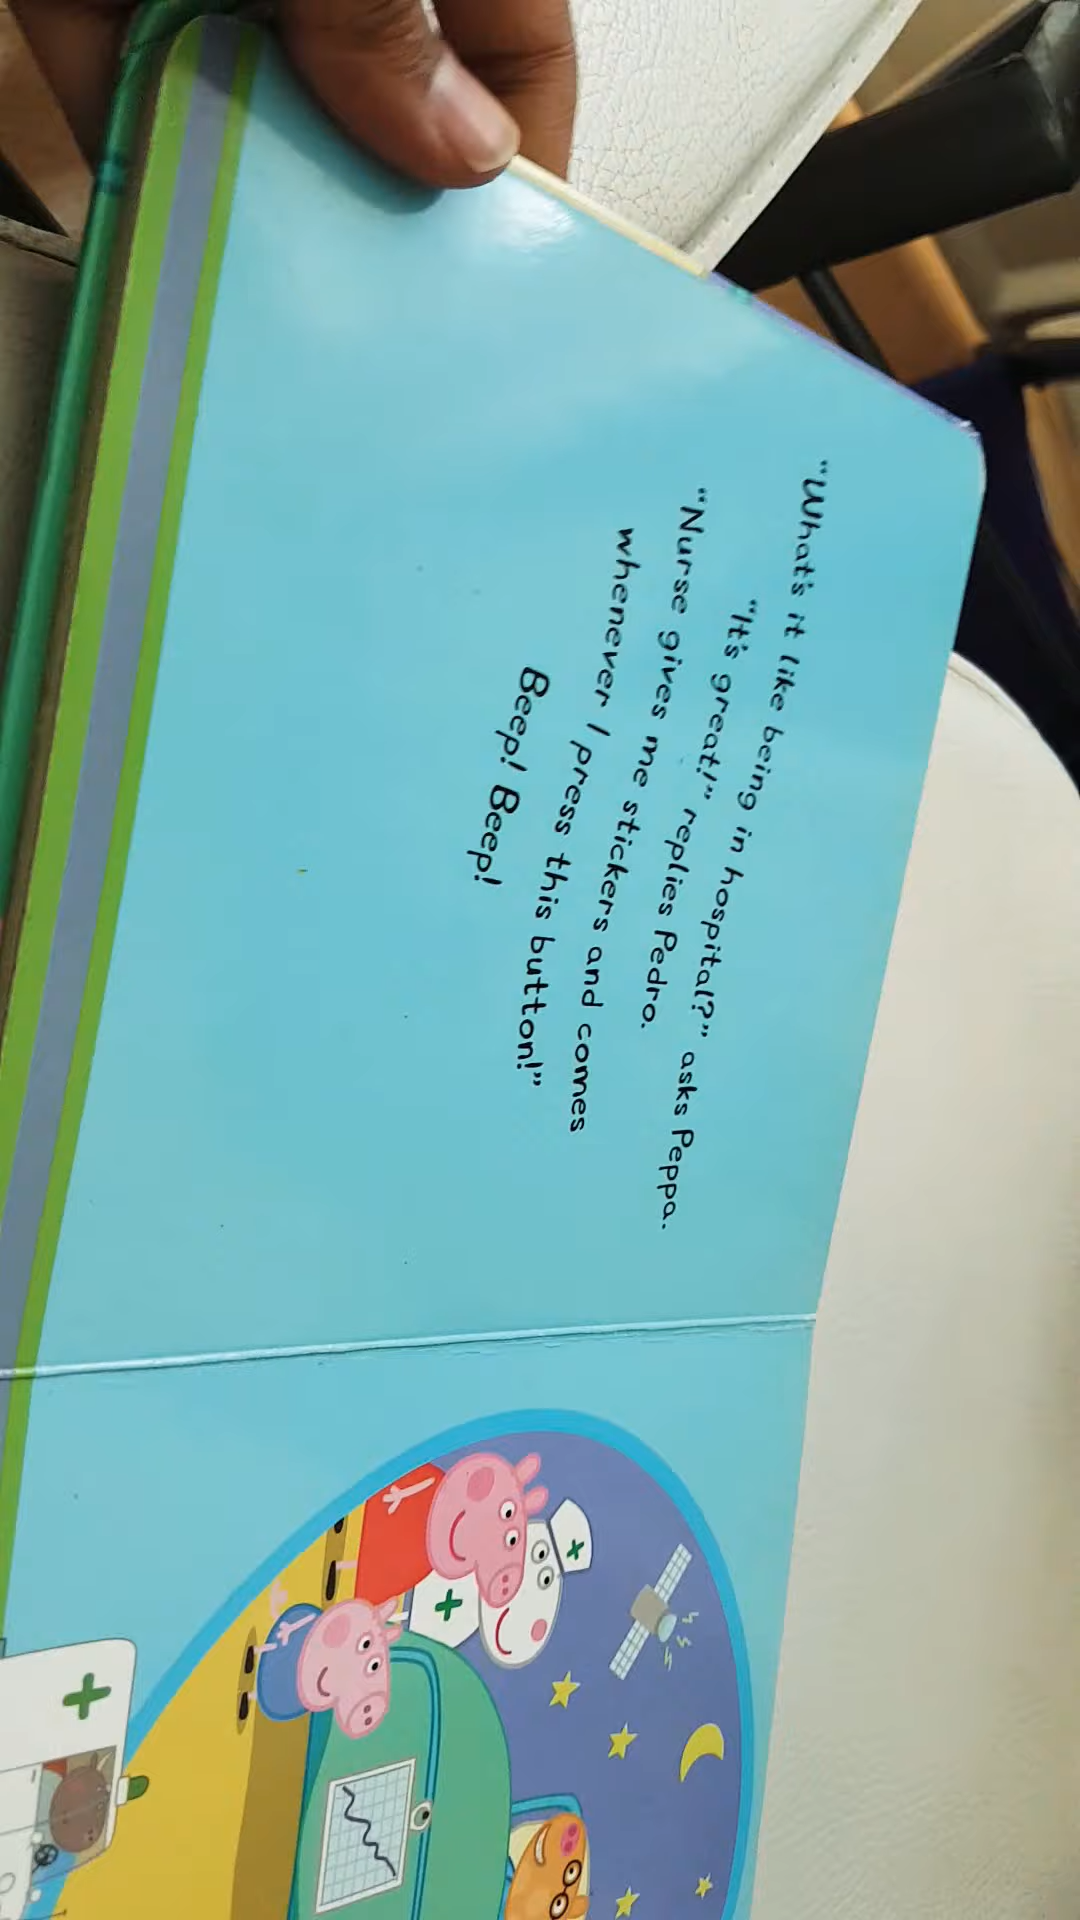 “What's it like being in hospital?” asks Peppa.
“It's great!” replies Pedro.
“Nurse gives me stickers and comes
whenever I press this button!”
Beep! Beep!